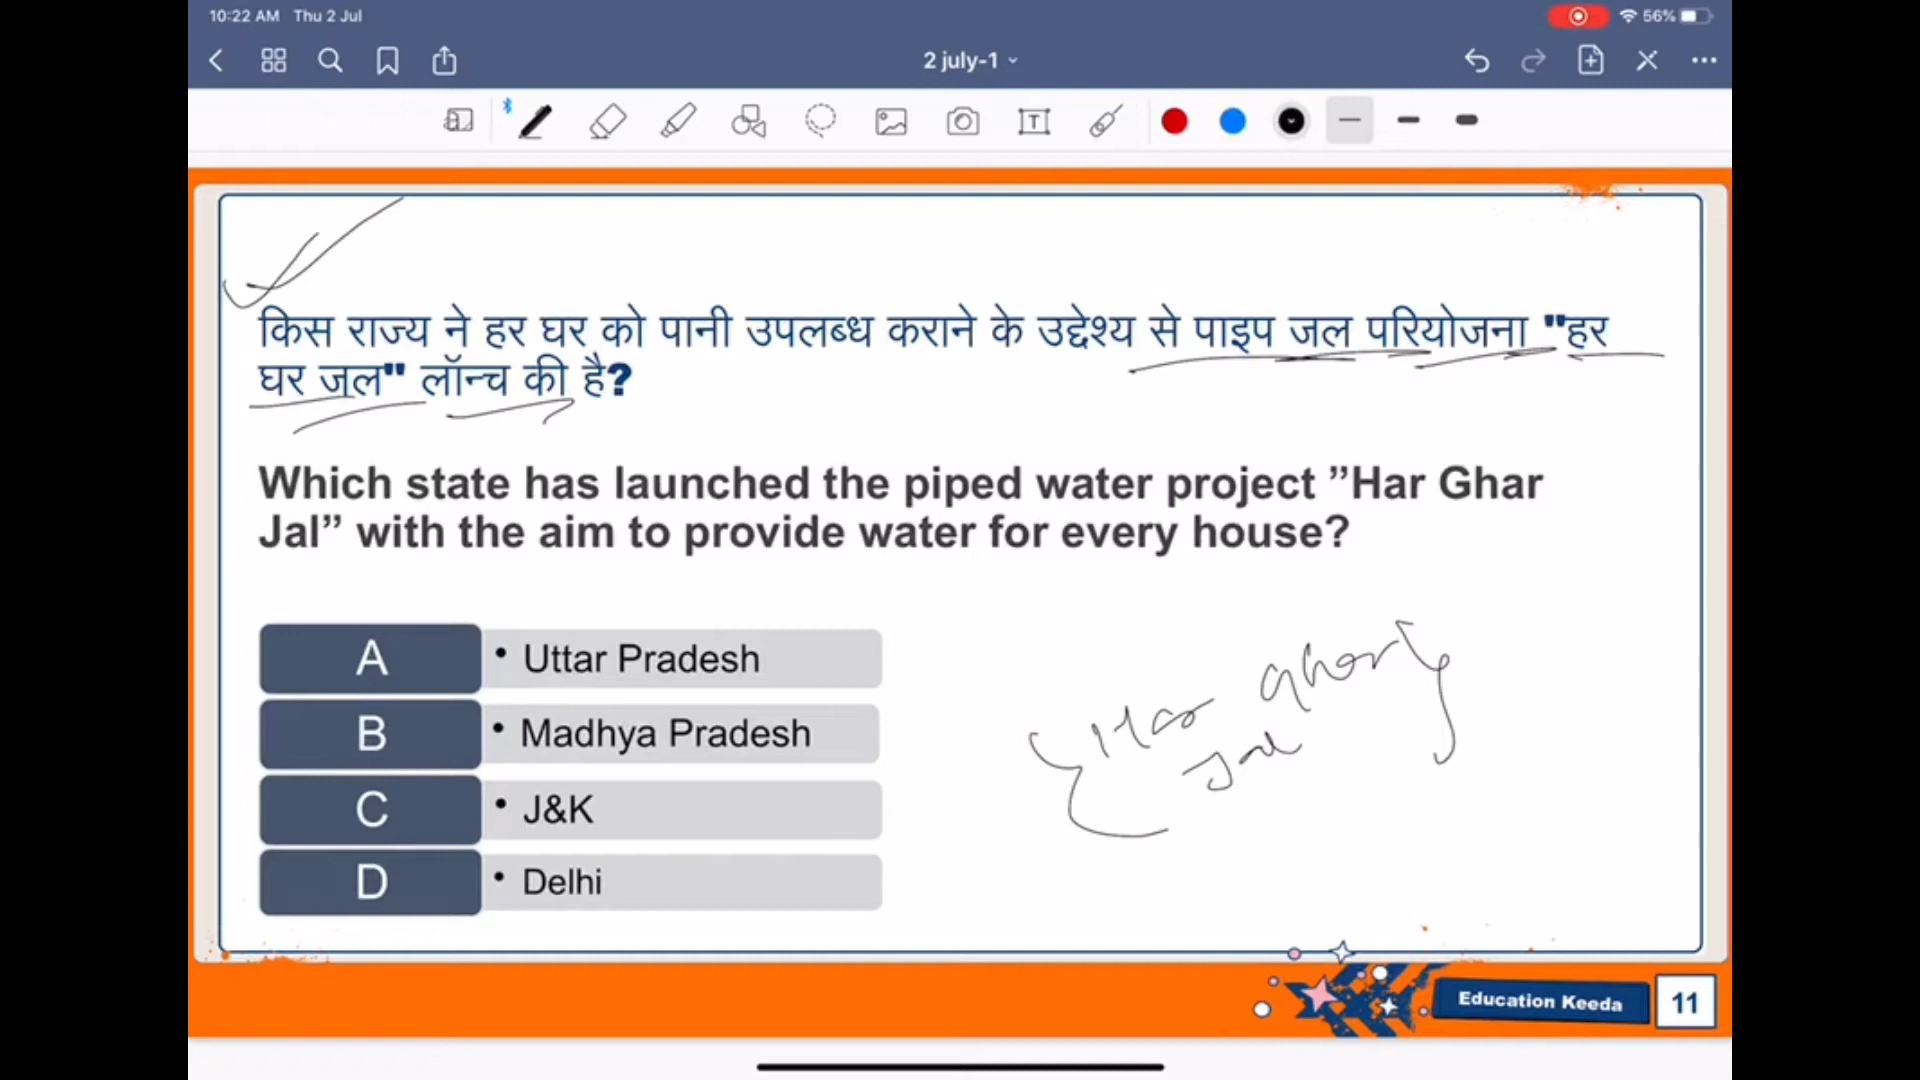 10:22 AM Thu 2 Jul
56%
2 july-1
T
किस राज्य ने हर घर को पानी उपलब्ध कराने के उद्देश्य से पाइप जल परियोजना "हर
घर जल" लॉन्च की है?
Which state has launched the piped water project ”Har Ghar
Jal” with the aim to provide water for every house?
A • Uttar Pradesh
B • Madhya Pradesh
C • J&K
D • Delhi
Har Ghar
Jal
Education Keeda 11